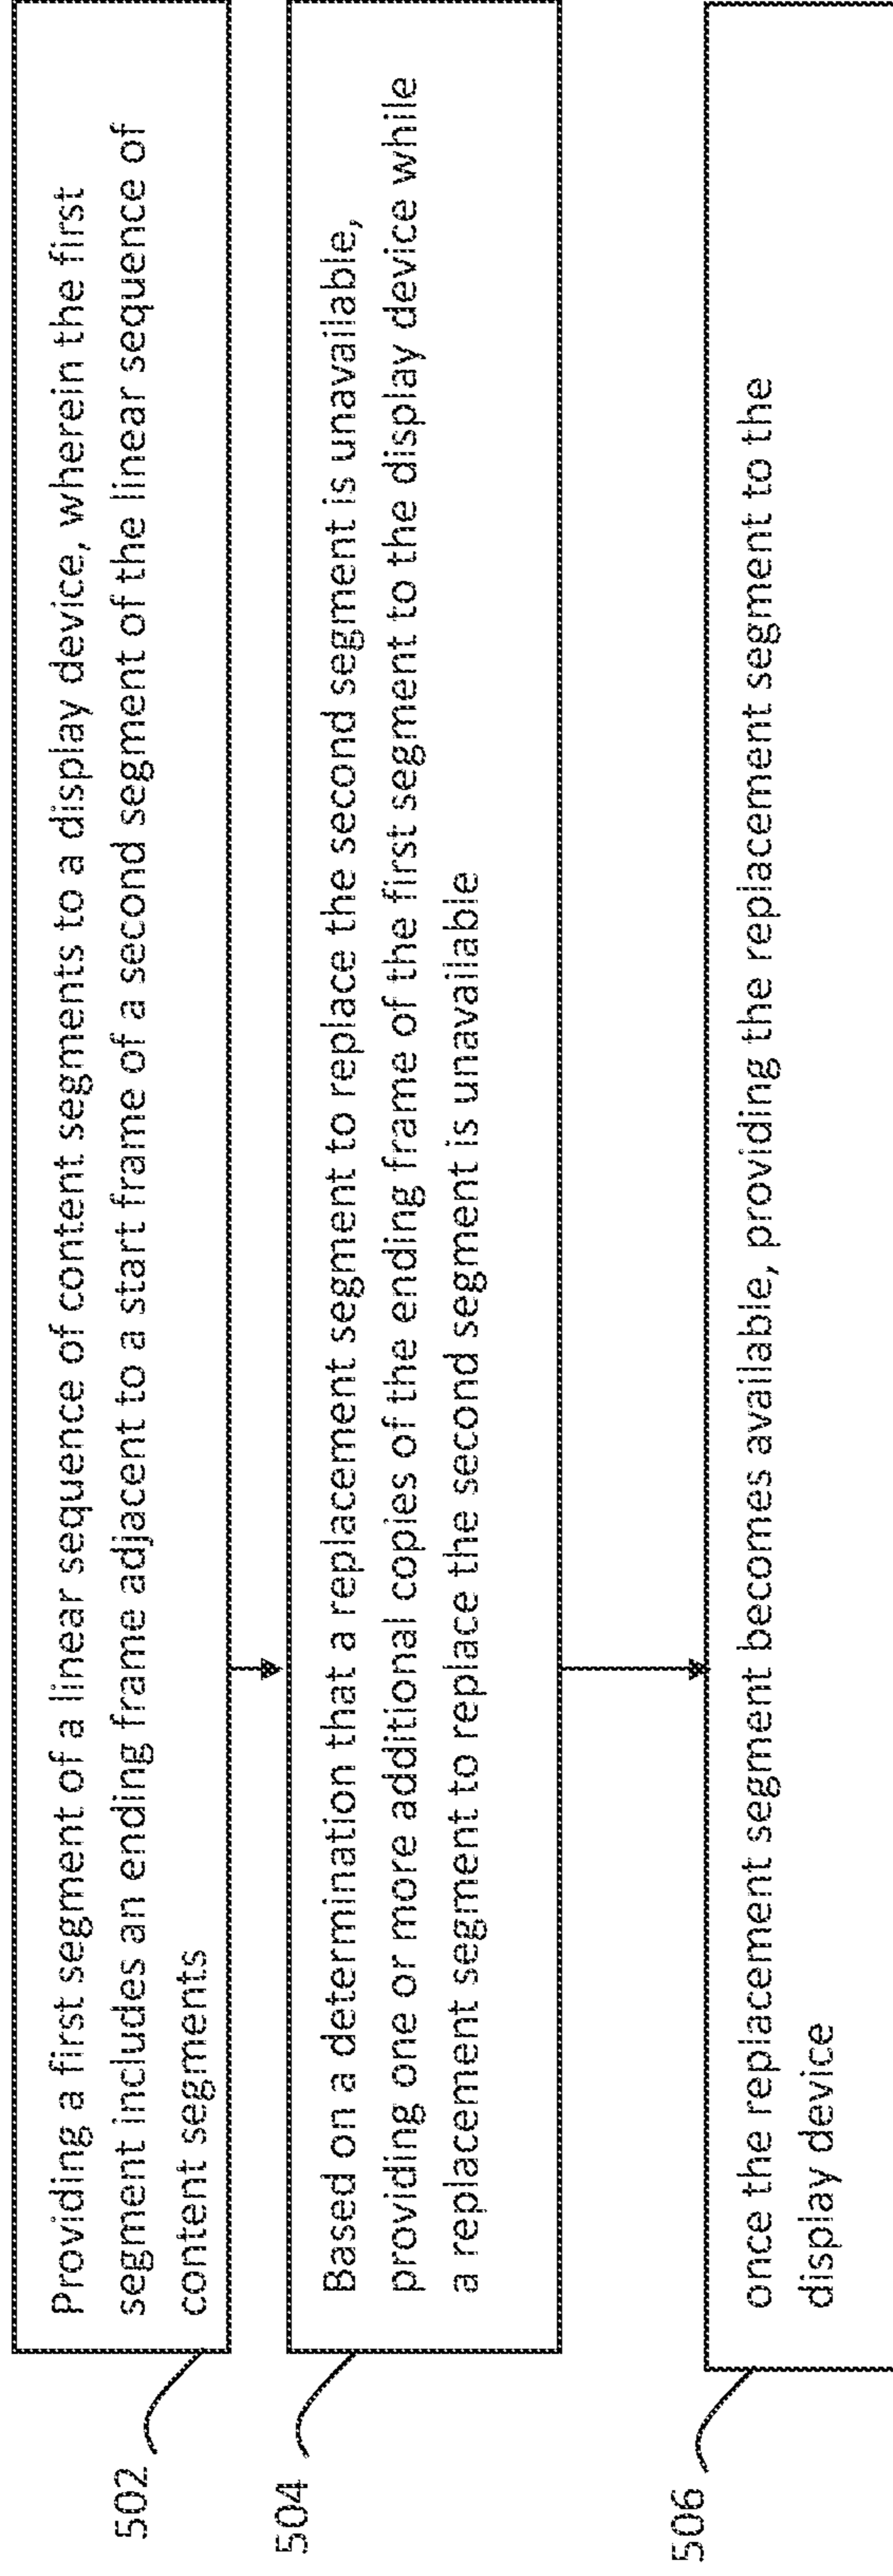 502
Providing a first segment of a linear sequence of content segments to a display device, wherein the first
segment includes an ending frame adjacent to a start frame of a second segment of the linear sequence of
content segments
504
Based on a determination that a replacement segment to replace the second segment is unavailable,
providing one or more additional copies of the ending frame of the first segment to the display device while
a replacement segment to replace the second segment is unavailable
506
once the replacement segment becomes available, providing the replacement segment to the
display device